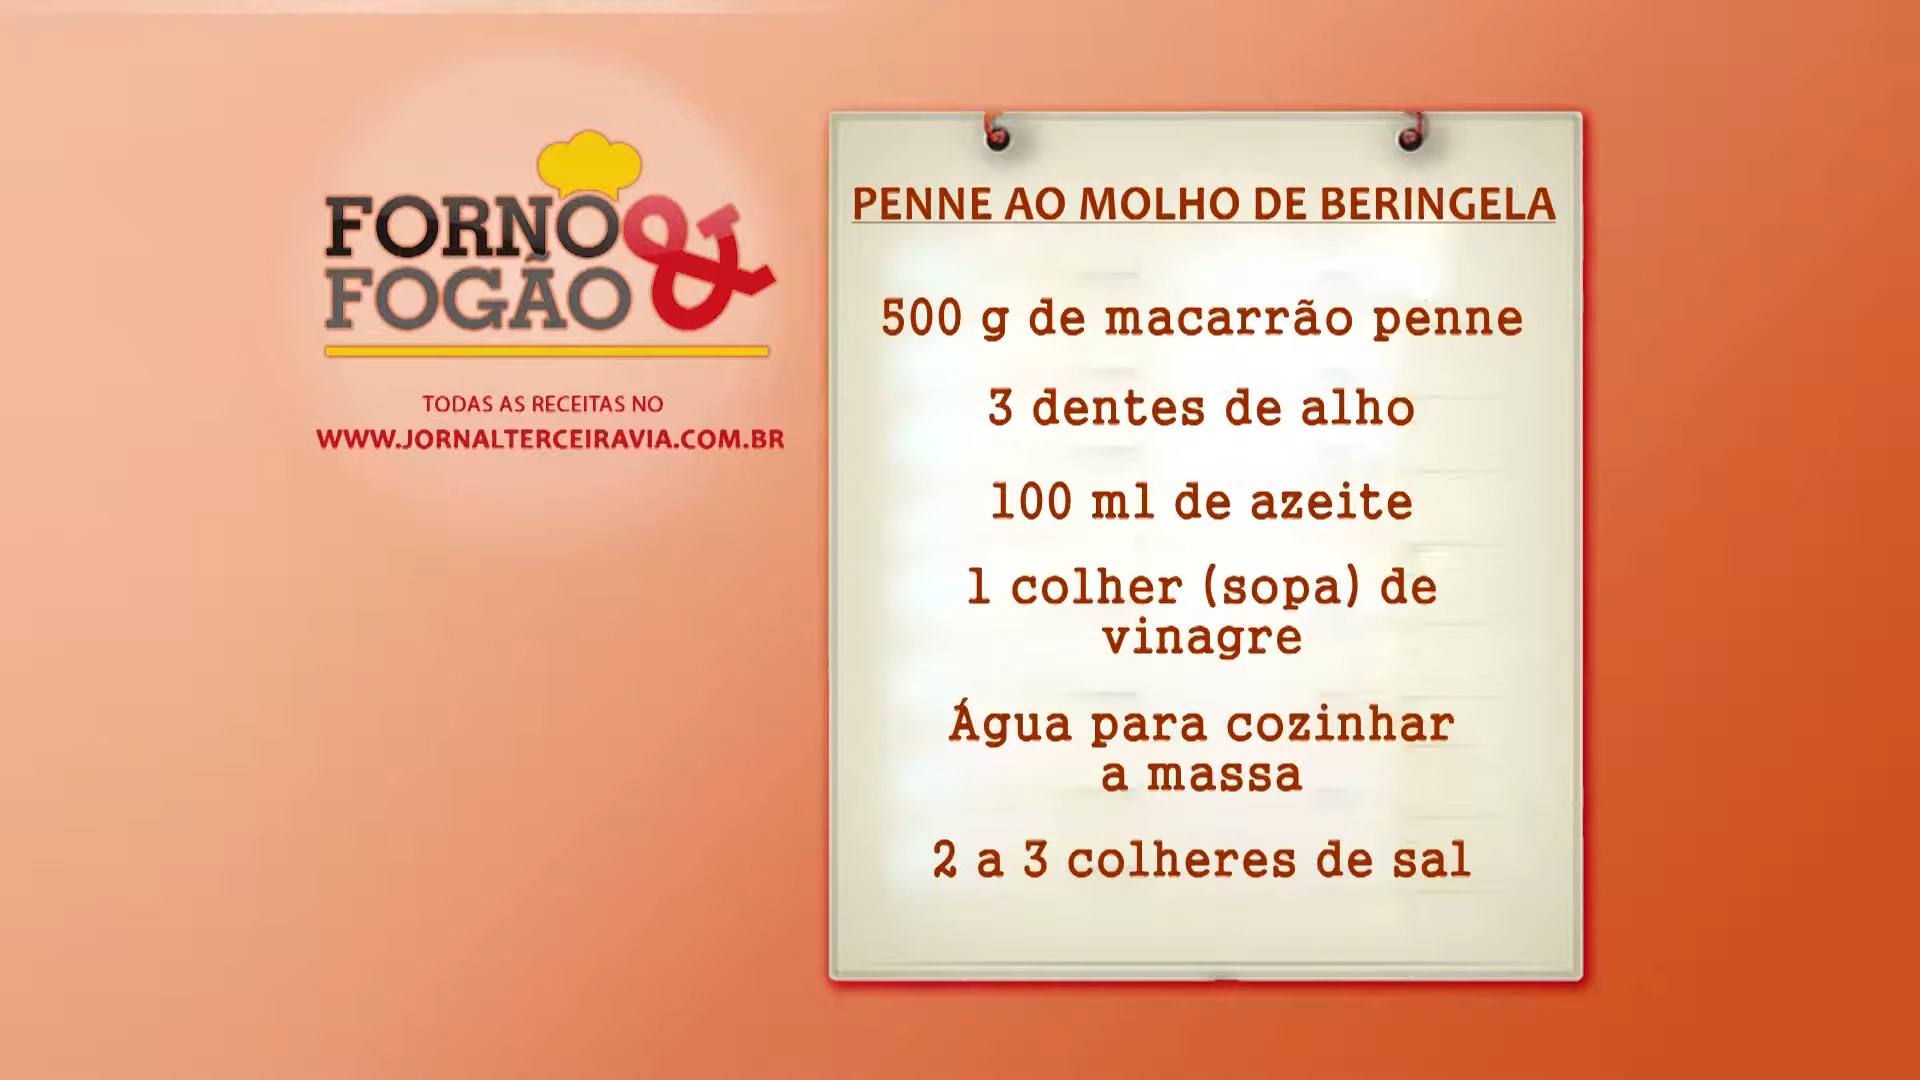 FORNO &
FOGÃO
TODAS AS RECEITAS NO
WWW.JORNALTERCEIRAVIA.COM.BR
PENNE AO MOLHO DE BERINGELA
500 g de macarrão penne
3 dentes de alho
100 ml de azeite
1 colher (sopa) de
vinagre
Água para cozinhar
a massa
2 a 3 colheres de sal